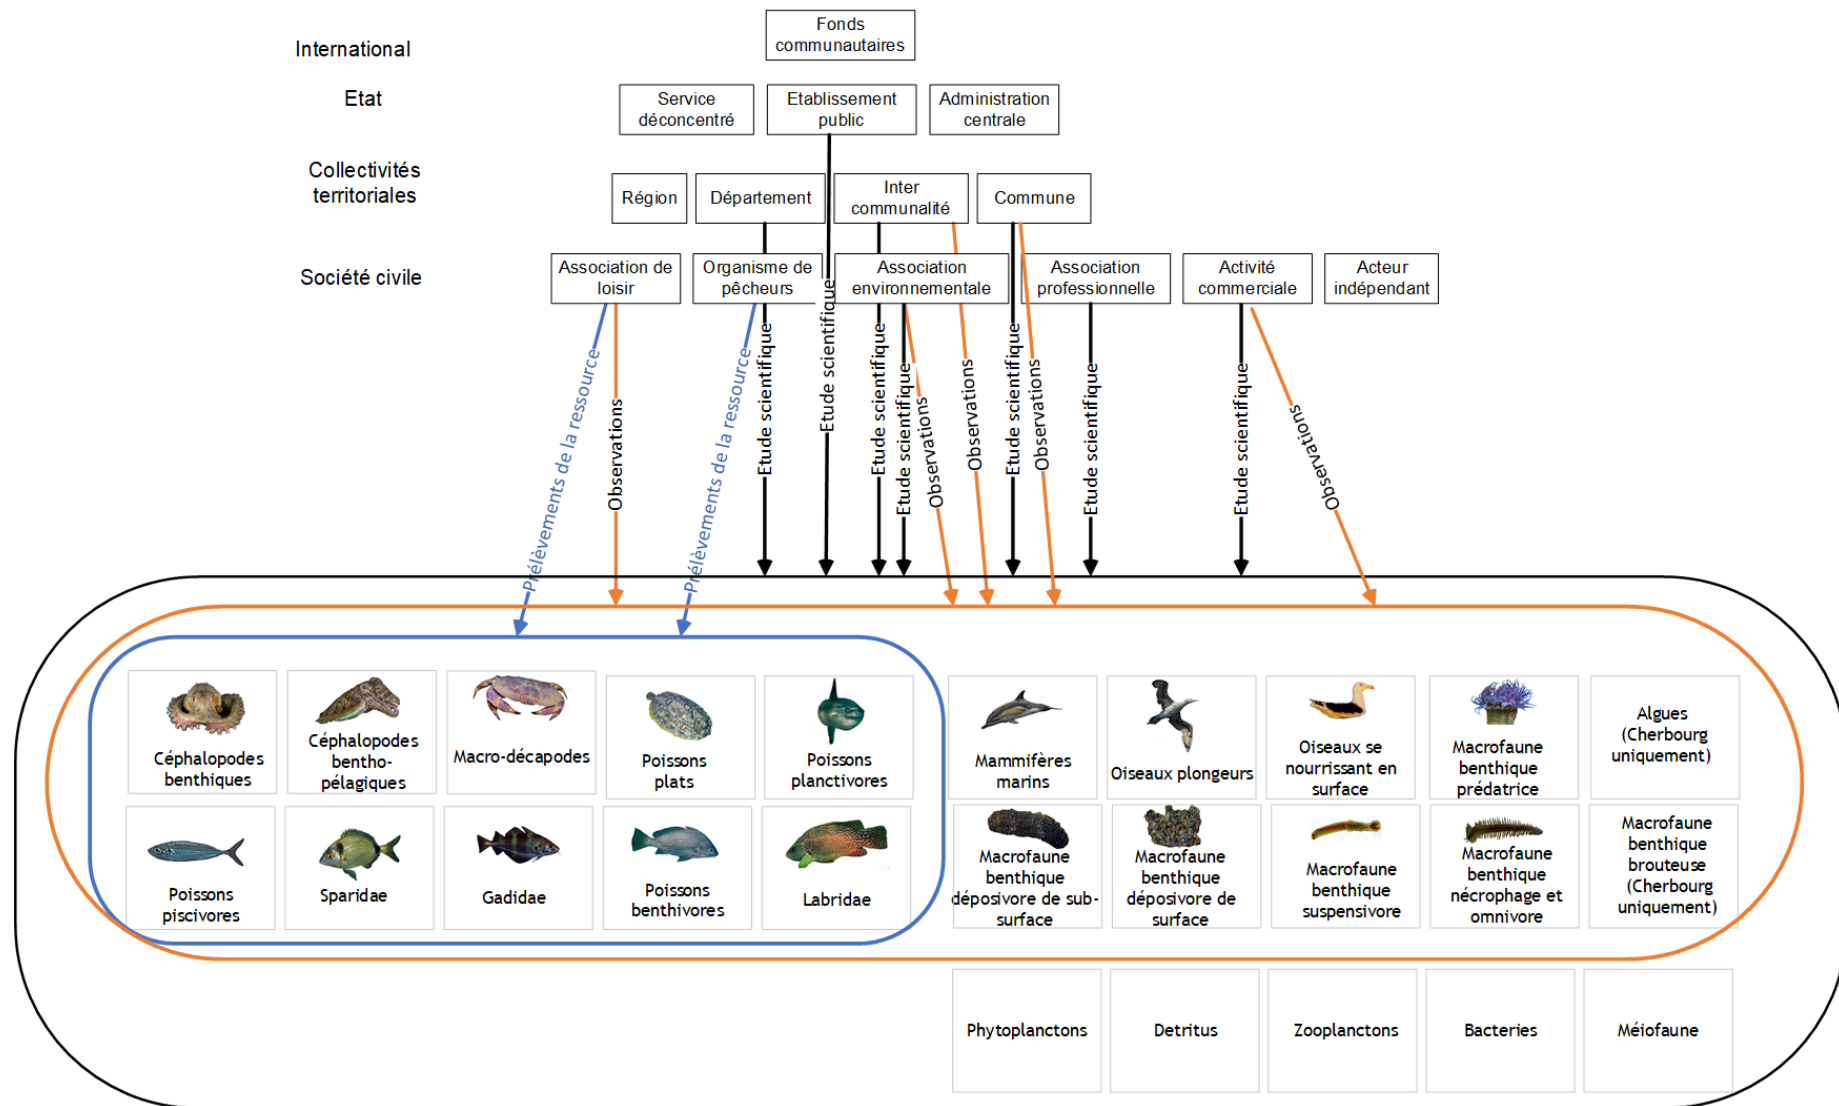 International
Fonds
communautaires
Etat
Service
déconcentré
Etablissement
public
Administration
centrale
Collectivités
territoriales
Région
Département
Inter
communalité
Commune
Société civile
Association de
loisir
Organisme de
pêcheurs
Association
environnementale
Association
professionnelle
Activité
commerciale
Acteur
indépendant
Prélèvements de la ressource
Observations
Prélèvements de la ressource
Etude scientifique
Etude scientifique
Etude scientifique
Etude scientifique
Observations
Observations
Etude scientifique
Observations
Etude scientifique
Etude scientifique
Observations
Céphalopodes
benthiques
Céphalopodes
bentho-
pélagiques
Macro-décapodes
Poissons
plats
Poissons
planctivores
Mammifères
marins
Oiseaux plongeurs
Oiseaux se
nourrissant en
surface
Macrofaune
benthique
prédatrice
Algues
(Cherbourg
uniquement)
Poissons
piscivores
Sparidae
Gadidae
Poissons
benthivores
Labridae
Macrofaune
benthique
déposivore de sub-
surface
Macrofaune
benthique
déposivore de
surface
Macrofaune
benthique
suspensivore
Macrofaune
benthique
nécrophage et
omnivore
Macrofaune
benthique
brouteuse
(Cherbourg
uniquement)
Phytoplanctons
Detritus
Zooplanctons
Bacteries
Méiofaune